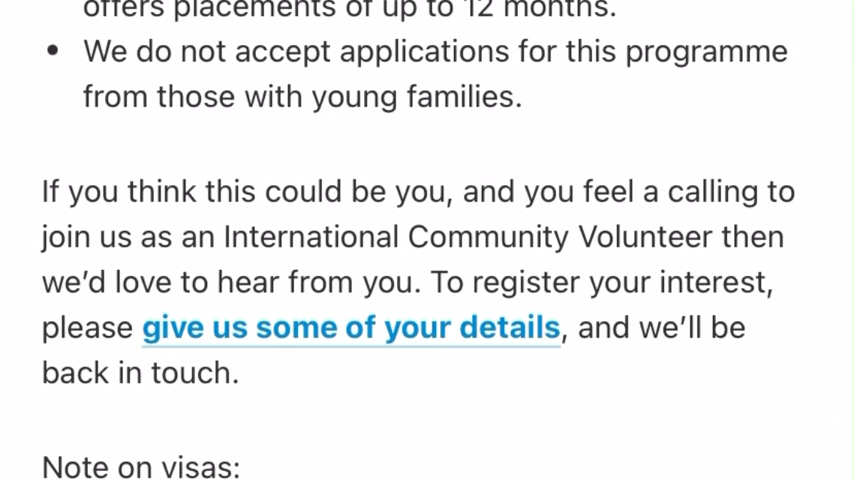 offers placements of up to 12 months.
• We do not accept applications for this programme
from those with young families.
If you think this could be you, and you feel a calling to
join us as an International Community Volunteer then
we’d love to hear from you. To register your interest,
please give us some of your details, and we’ll be
back in touch.
Note on visas: